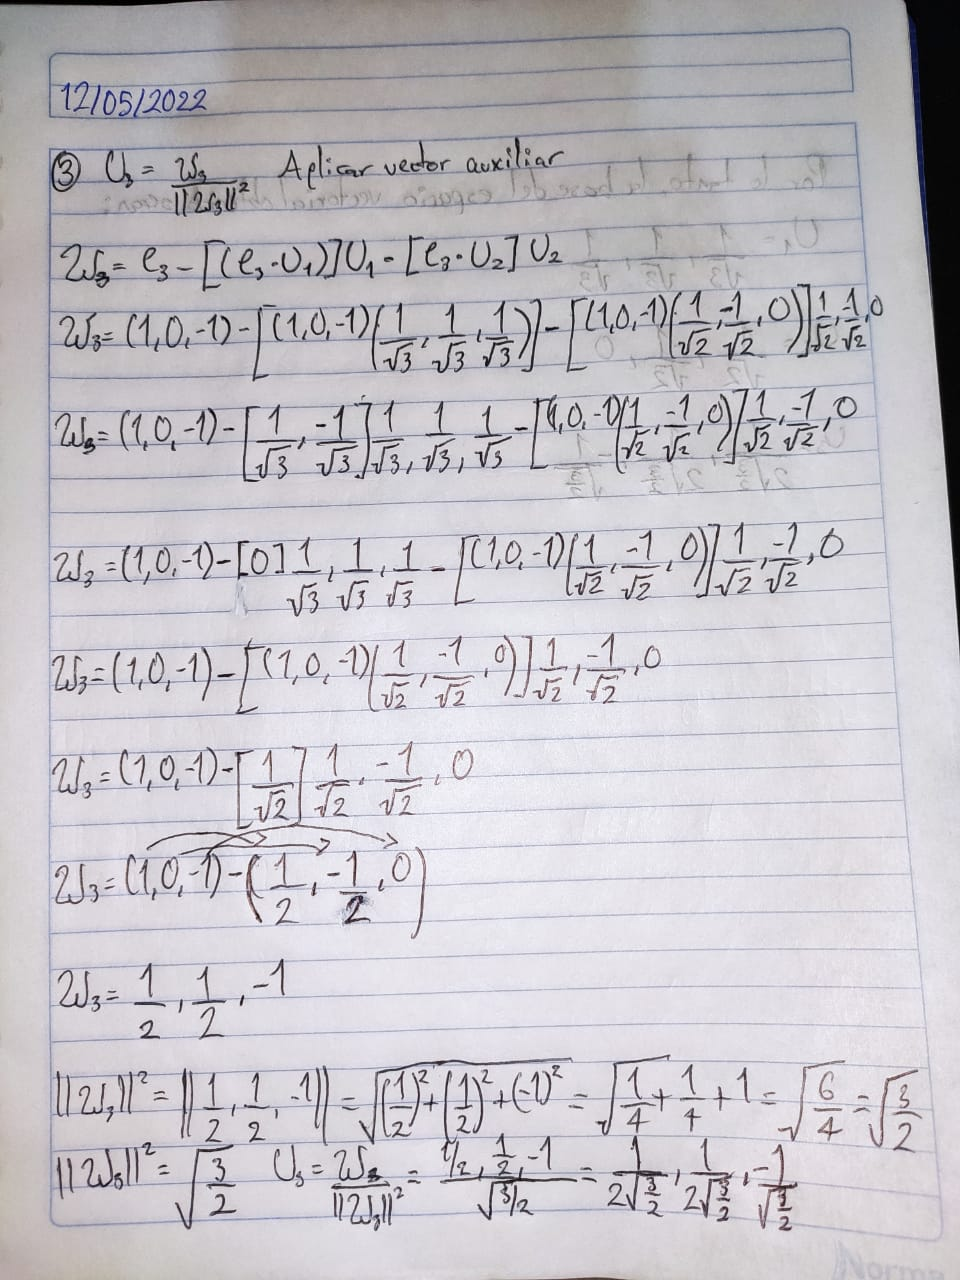 12/05/2022
③ U₃ = W₃/||W₃||² Aplicar vector auxiliar
W₃ = e₃ - [(e₃·U₁)]U₁ - [e₃·U₂]U₂
W₃ = (1,0,-1) - [(1,0,-1)(1/√3, 1/√3, 1/√3)] - [(1,0,-1)(1/√2, -1/√2, 0)]1/√2, 1/√2, 0
W₃ = (1,0,-1) - [1/√3, -1/√3]1/√3, 1/√3, 1/√3 - [(1,0,-1)(1/√2, -1/√2, 0)]1/√2, -1/√2, 0
W₃ = (1,0,-1) - [0]1/√3, 1/√3, 1/√3 - [(1,0,-1)(1/√2, -1/√2, 0)]1/√2, -1/√2, 0
W₃ = (1,0,-1) - [(1,0,-1)(1/√2, -1/√2, 0)]1/√2, -1/√2, 0
W₃ = (1,0,-1) - [1/√2]1/√2, -1/√2, 0
W₃ = (1,0,-1) - (1/2, -1/2, 0)
W₃ = 1/2, 1/2, -1
||W₃||² = ||1/2, 1/2, -1|| = √((1/2)² + (1/2)² + (-1)²) = √(1/4 + 1/4 + 1) = √(6/4) = √(3/2)
||W₃||² = √(3/2) U₃ = W₃/||W₃||² = (1/2, 1/2, -1)/√(3/2) = 1/(2√(3/2)), 1/(2√(3/2)), -1/√(3/2)
Norma